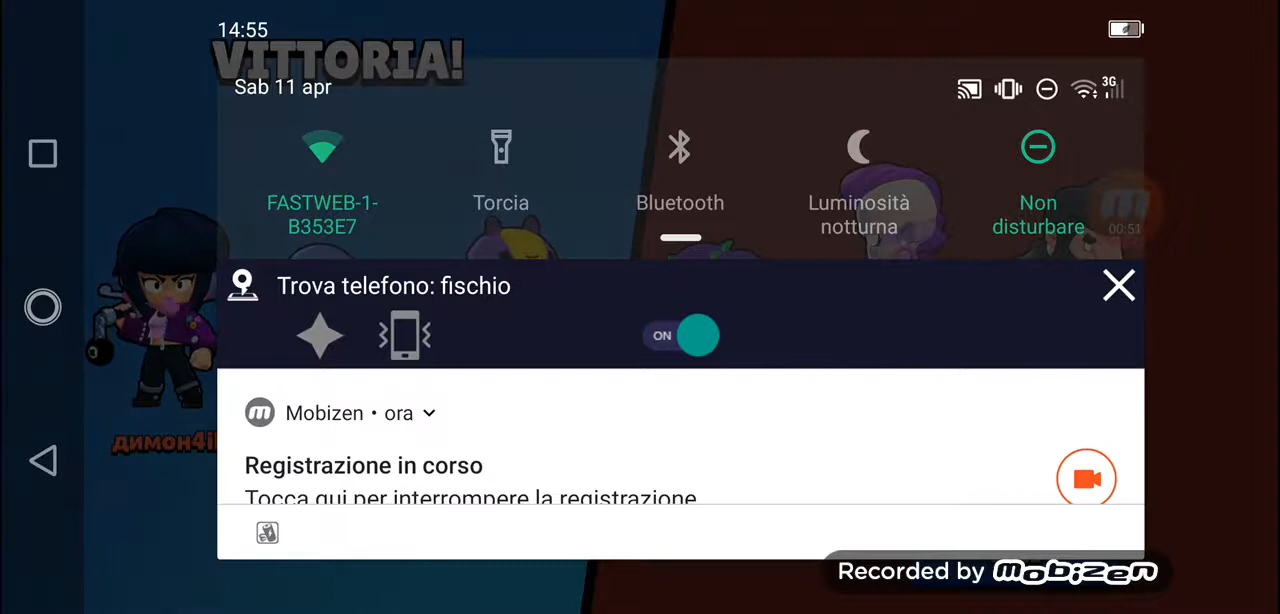 14:55
VITTORIA!
Sab 11 apr
3G
FASTWEB-1-
B353E7
Torcia
Bluetooth
Luminosità
notturna
Non
disturbare
00:51
Trova telefono: fischio
ON
Mobizen • ora
Registrazione in corso
Tocca qui per interrompere la registrazione
Recorded by mobizen